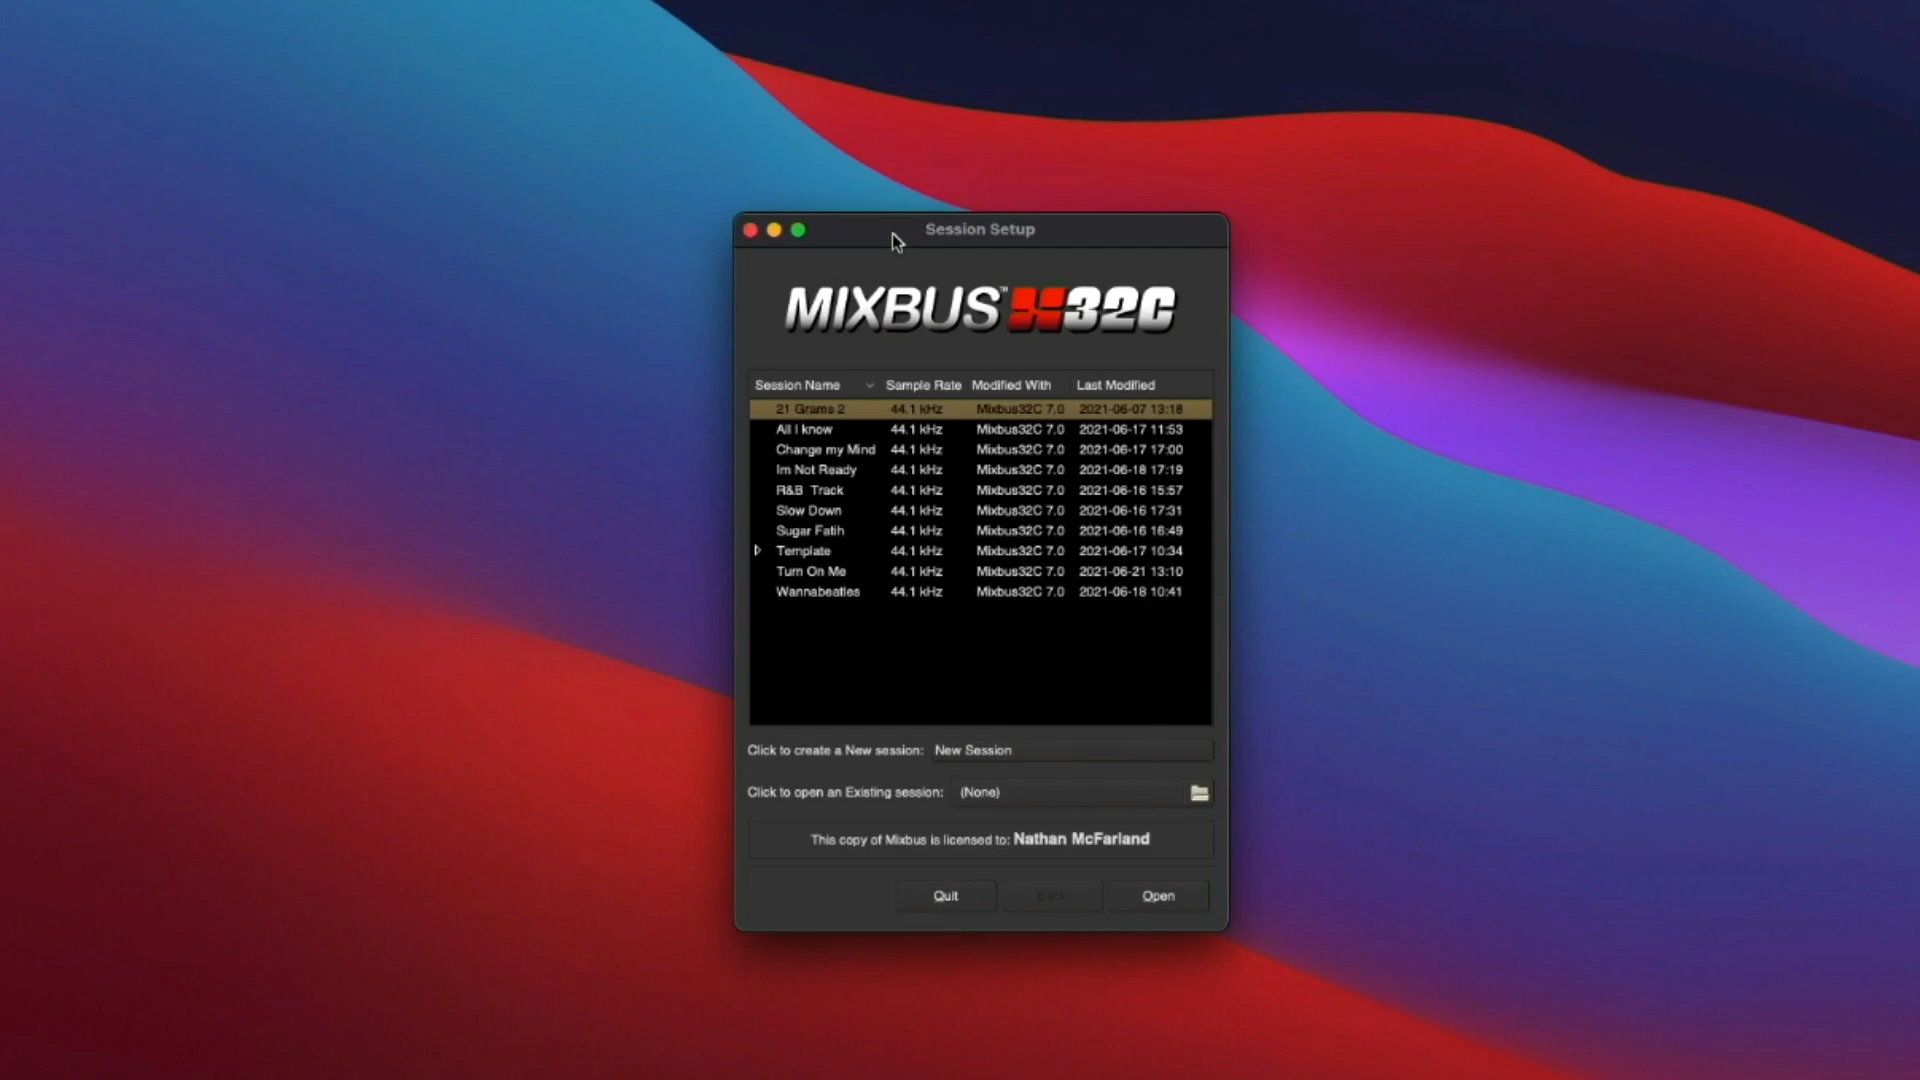 Session Setup
MIXBUS™ 32C
Session Name Sample Rate Modified With Last Modified
21 Grams 2 44.1 kHz Mixbus32C 7.0 2021-06-07 13:18
All I know 44.1 kHz Mixbus32C 7.0 2021-06-17 11:53
Change my Mind 44.1 kHz Mixbus32C 7.0 2021-06-17 17:00
Im Not Ready 44.1 kHz Mixbus32C 7.0 2021-06-18 17:19
R&B  Track 44.1 kHz Mixbus32C 7.0 2021-06-16 15:57
Slow Down 44.1 kHz Mixbus32C 7.0 2021-06-16 17:31
Sugar Fatih 44.1 kHz Mixbus32C 7.0 2021-06-16 16:49
Template 44.1 kHz Mixbus32C 7.0 2021-06-17 10:34
Turn On Me 44.1 kHz Mixbus32C 7.0 2021-06-21 13:10
Wannabeatles 44.1 kHz Mixbus32C 7.0 2021-06-18 10:41
Click to create a New session: New Session
Click to open an Existing session: (None)
This copy of Mixbus is licensed to: Nathan McFarland
Quit Back Open